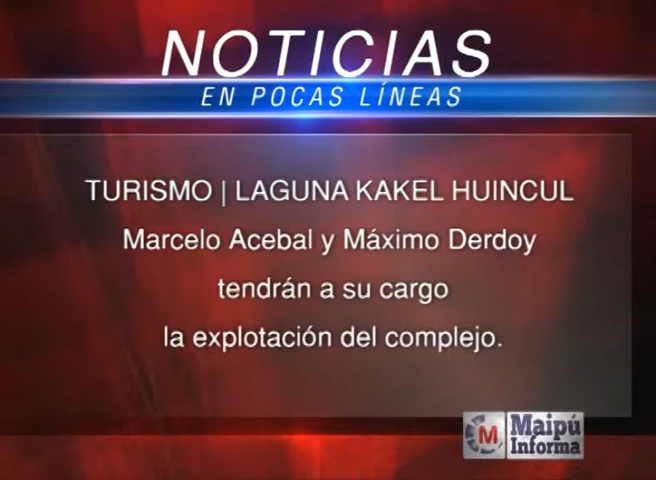 NOTICIAS
EN POCAS LÍNEAS
TURISMO | LAGUNA KAKEL HUINCUL
Marcelo Acebal y Máximo Derdoy
tendrán a su cargo
la explotación del complejo.
M Maipú
Informa